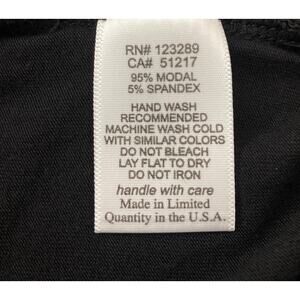 RN# 123289
CA# 51217
95% MODAL
5% SPANDEX
HAND WASH
RECOMMENDED
MACHINE WASH COLD
WITH SIMILAR COLORS
DO NOT BLEACH
LAY FLAT TO DRY
DO NOT IRON
handle with care
Made in Limited
Quantity in the U.S.A.